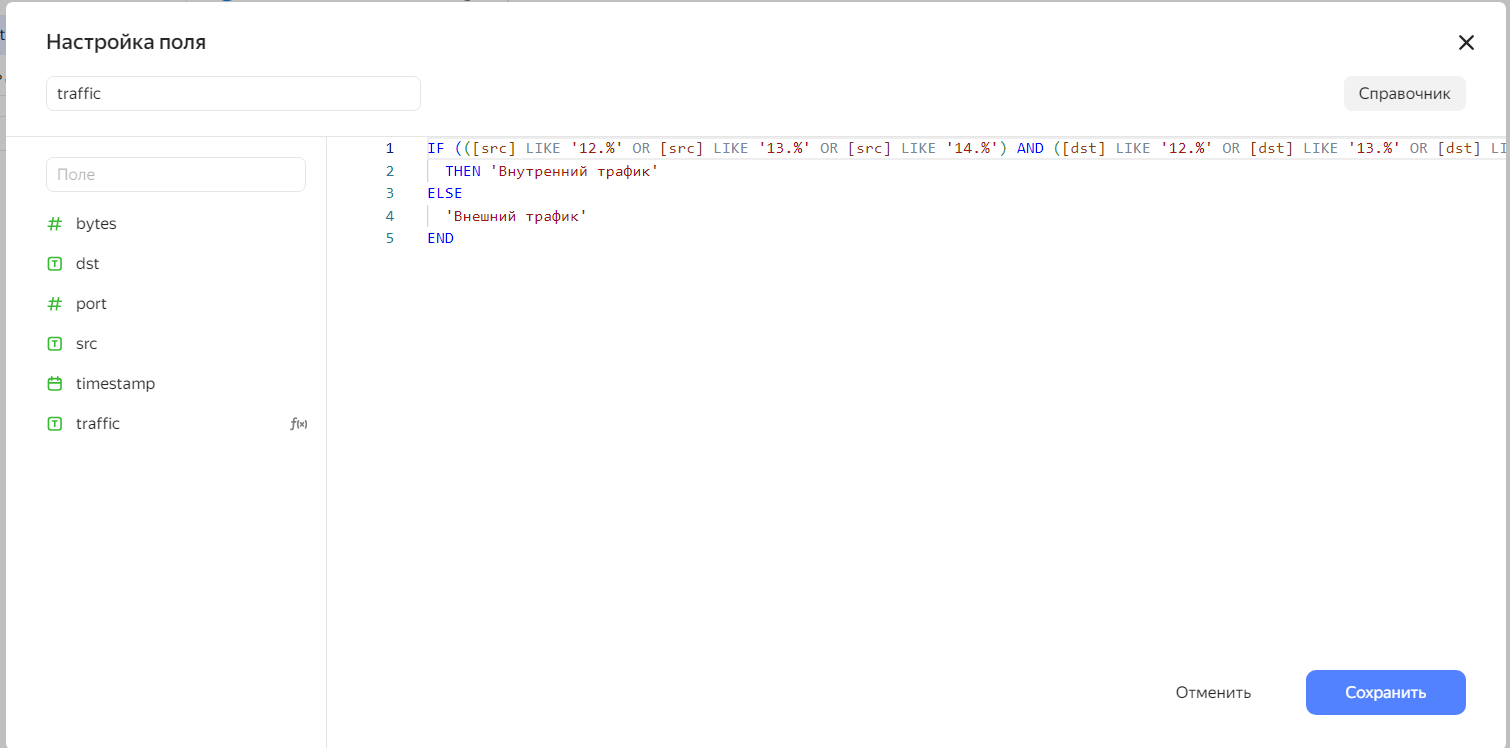 Настройка поля
traffic
Справочник
Поле
bytes
dst
port
src
timestamp
traffic f(x)
1 IF (([src] LIKE '12.%' OR [src] LIKE '13.%' OR [src] LIKE '14.%') AND ([dst] LIKE '12.%' OR [dst] LIKE '13.%' OR [dst] LI
2 THEN 'Внутренний трафик'
3 ELSE
4 'Внешний трафик'
5 END
Отменить
Сохранить